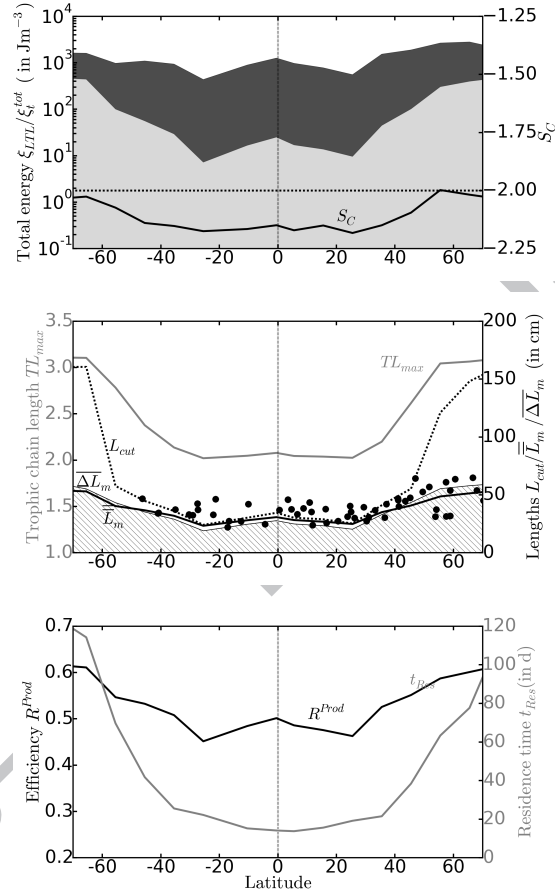 Total energy ξ_LTL/ξ_t^tot ( in Jm^−3)
10^4
10^3
10^2
10^1
10^0
10^-1
−1.25
−1.50
−1.75
−2.00
−2.25
S_C
S_C
-60 -40 -20 0 20 40 60
Trophic chain length TL_max
3.5
3.0
2.5
2.0
1.5
1.0
200
150
100
50
0
Lengths L_cut/L_m/ΔL_m (in cm)
TL_max
L_cut
ΔL_m
L_m
-60 -40 -20 0 20 40 60
Efficiency R^Prod
0.7
0.6
0.5
0.4
0.3
0.2
120
100
80
60
40
20
0
Residence time t_Res(in d)
t_Res
R^Prod
-60 -40 -20 0 20 40 60
Latitude